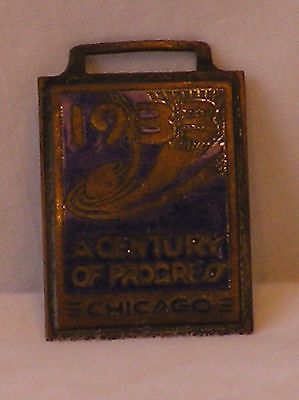 1933
A CENTURY
OF PROGRESS
CHICAGO